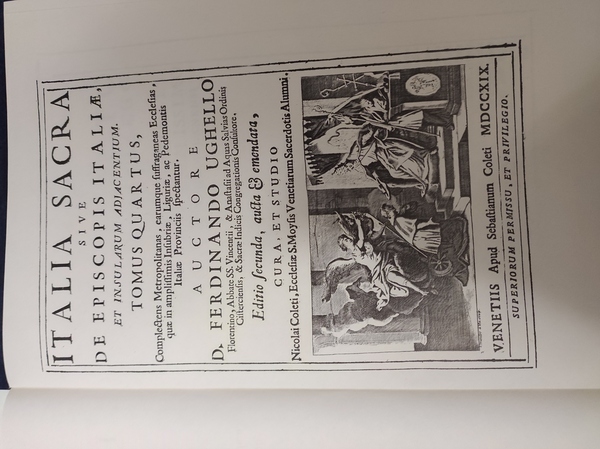 ITALIA SACRA
SIVE
DE EPISCOPIS ITALIÆ,
ET INSULARUM ADJACENTIUM.
TOMUS QUARTUS,
Complectens Metropolitanas, earumque suffraganeas Ecclesias,
quæ in amplissimis Insubriæ, Liguriæ, ac Pedemontis
Italiæ Provinciis spectantur.
AUCTORE
D. FERDINANDO UGHELLO
Florentino, Abbate SS. Vincentii, & Anastasii ad Aquas Salvias Ordinis
Cisterciensis, & Sacræ Indicis Congregationis Consultore.
Editio secunda, aucta & emendata,
CURA, ET STUDIO
Nicolai Coleti, Ecclesiæ S. Moysis Venetiarum Sacerdotis Alumni.
VENETIIS Apud Sebastianum Coleti MDCCXIX.
SUPERIORUM PERMISSU, ET PRIVILEGIO.